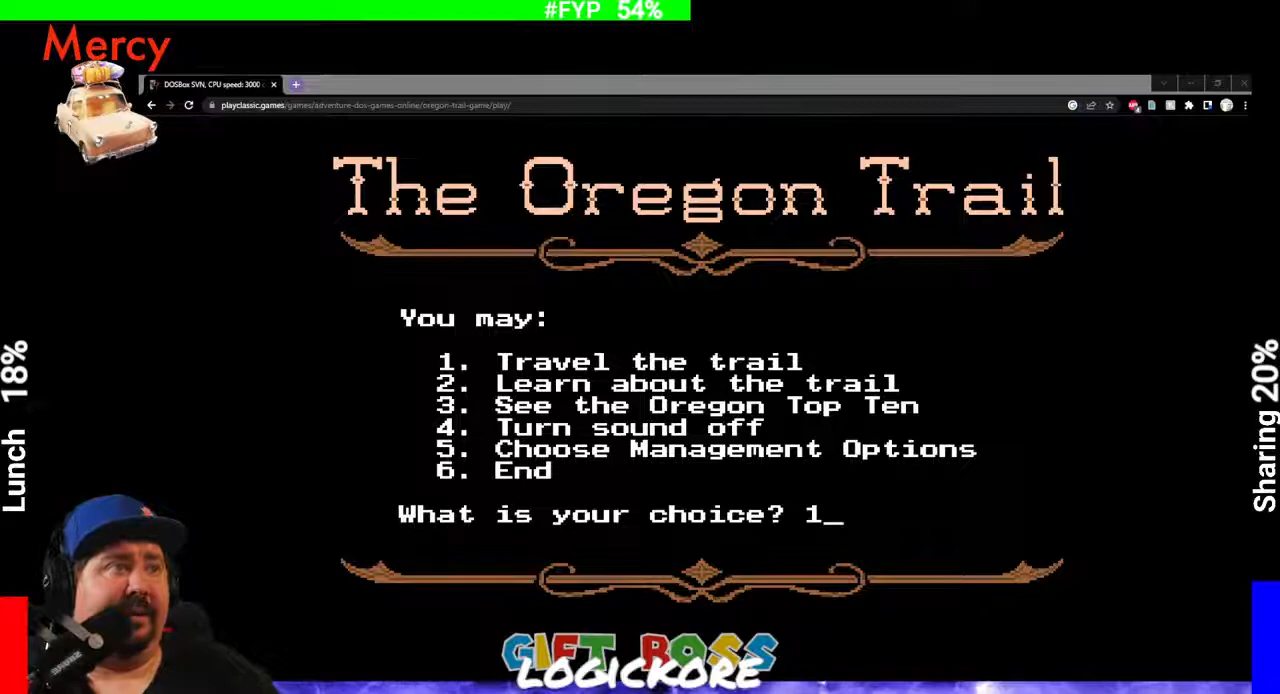 #FYP 54%
Mercy
DOSBox SVN, CPU speed: 3000 c
playclassic.games/games/adventure-dos-games-online/oregon-trail-game/play/
The Oregon Trail
You may:
1. Travel the trail
2. Learn about the trail
3. See the Oregon Top Ten
4. Turn sound off
5. Choose Management Options
6. End
What is your choice? 1_
Lunch 18%
Sharing 20%
GIFT BOSS
LOGICKORE